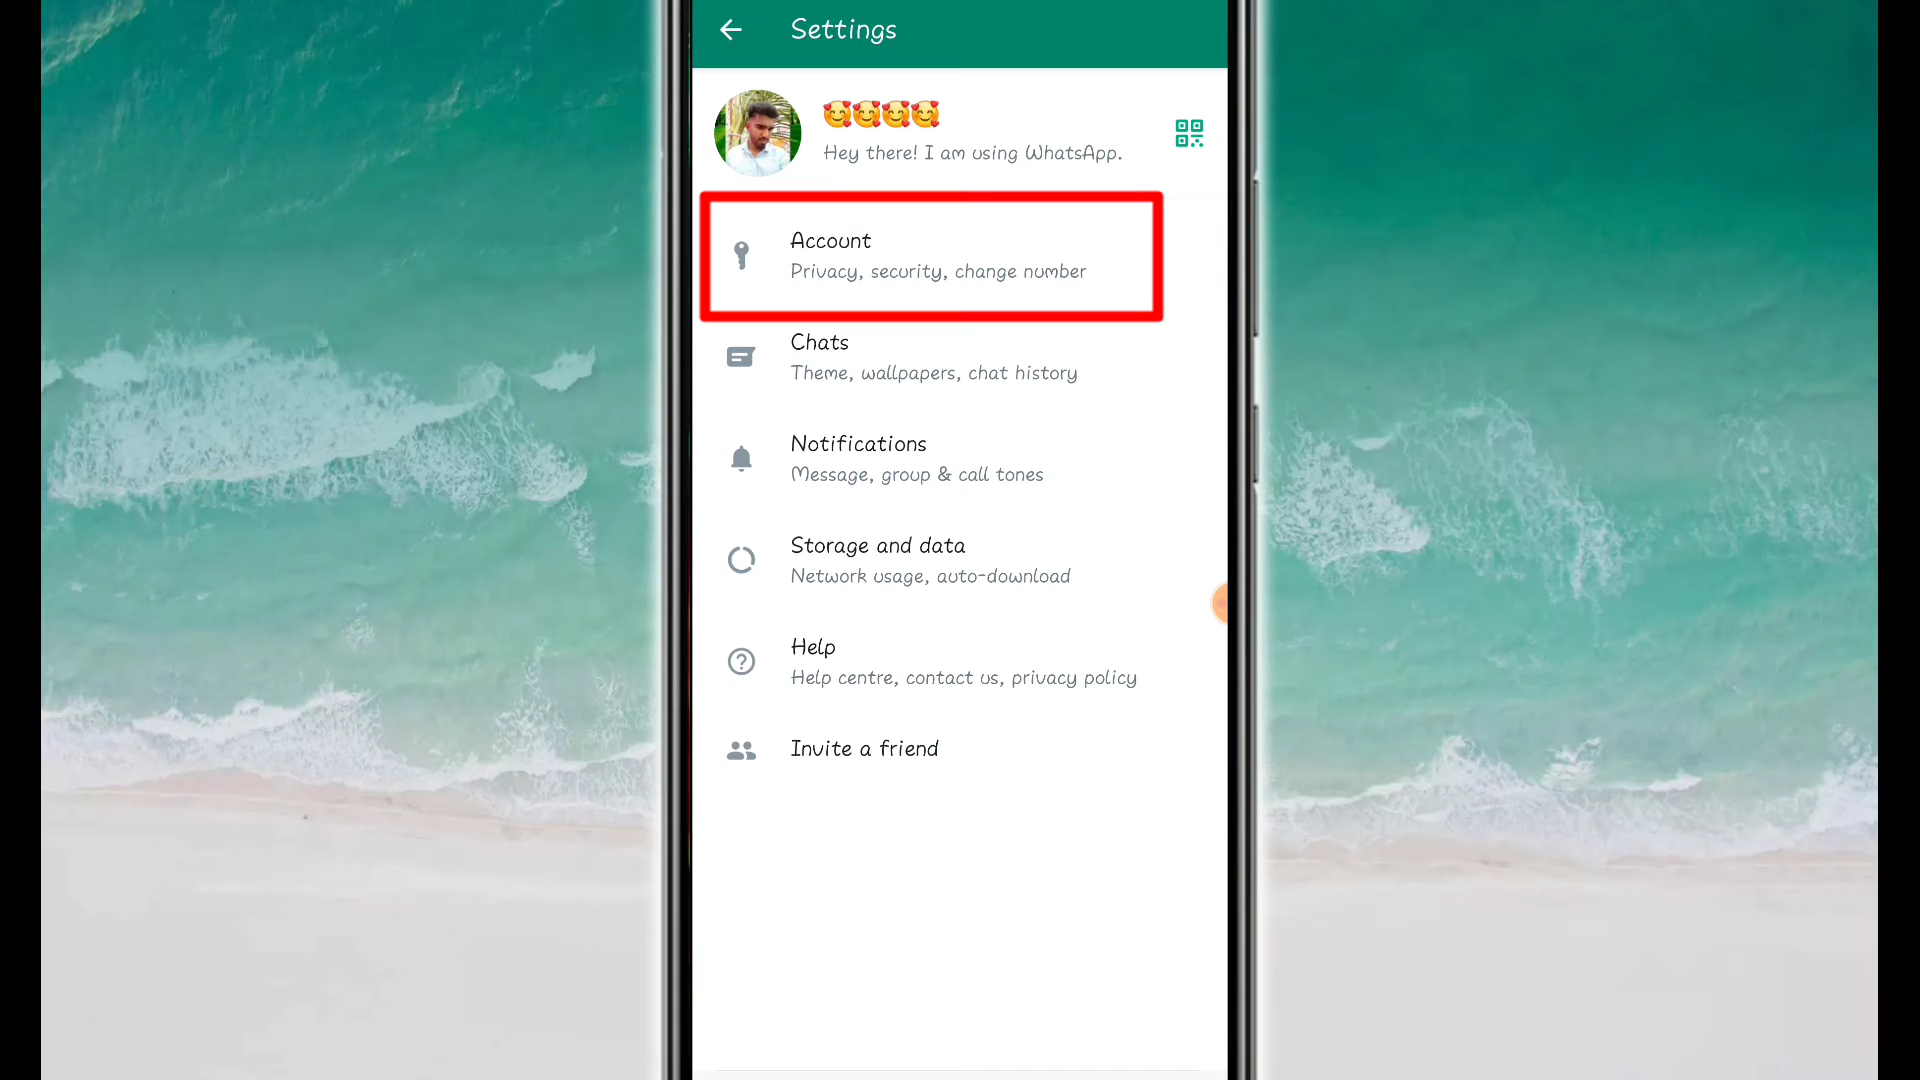 Settings
🥰🥰🥰🥰
Hey there! I am using WhatsApp.
Account
Privacy, security, change number
Chats
Theme, wallpapers, chat history
Notifications
Message, group & call tones
Storage and data
Network usage, auto-download
Help
Help centre, contact us, privacy policy
Invite a friend